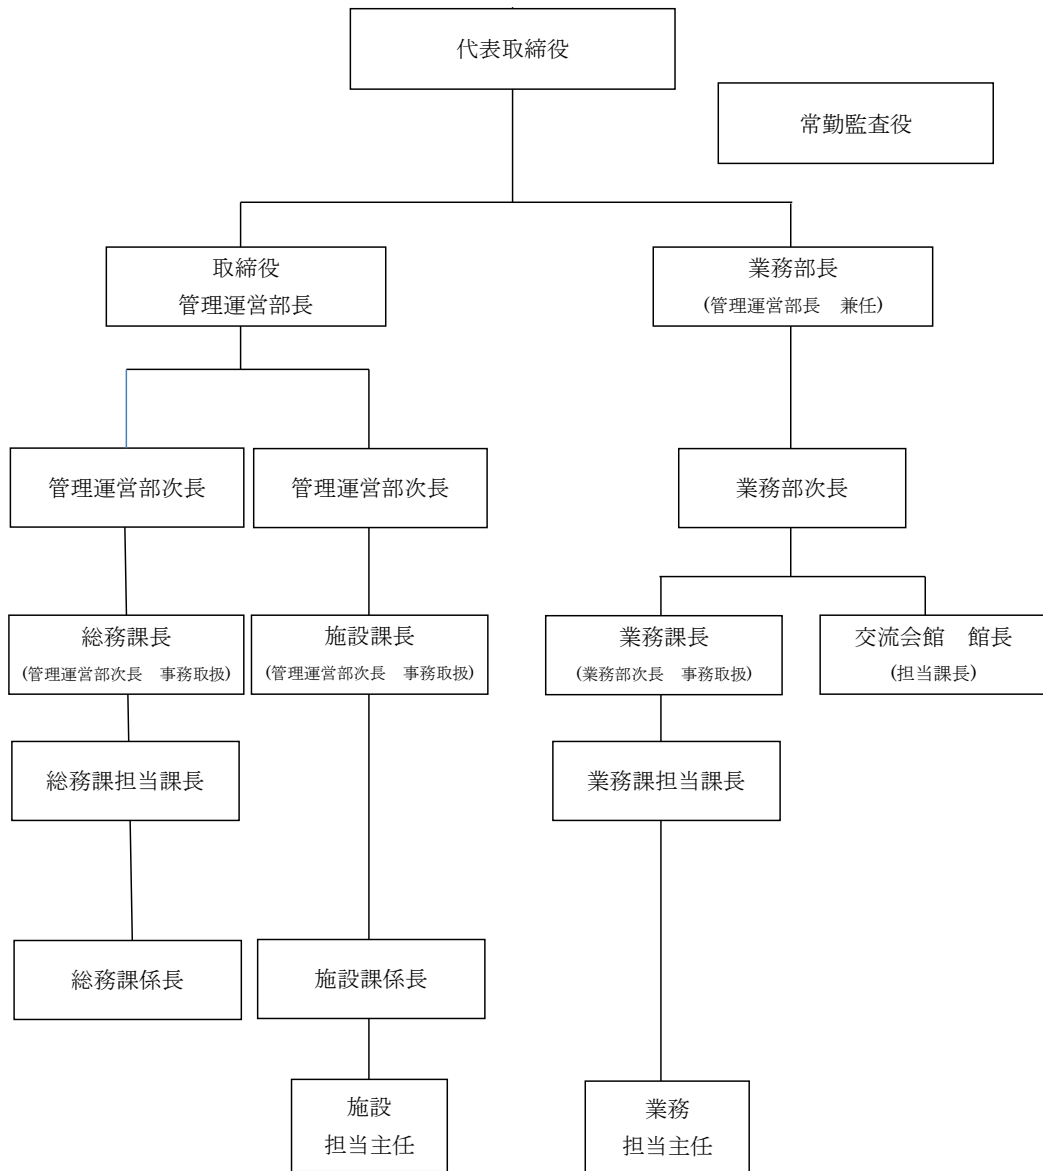 代表取締役
常勤監査役
取締役
管理運営部長
業務部長
(管理運営部長　兼任)
管理運営部次長
管理運営部次長
業務部次長
総務課長
(管理運営部次長　事務取扱)
施設課長
(管理運営部次長　事務取扱)
業務課長
(業務部次長　事務取扱)
交流会館　館長
(担当課長)
総務課担当課長
業務課担当課長
総務課係長
施設課係長
施設
担当主任
業務
担当主任